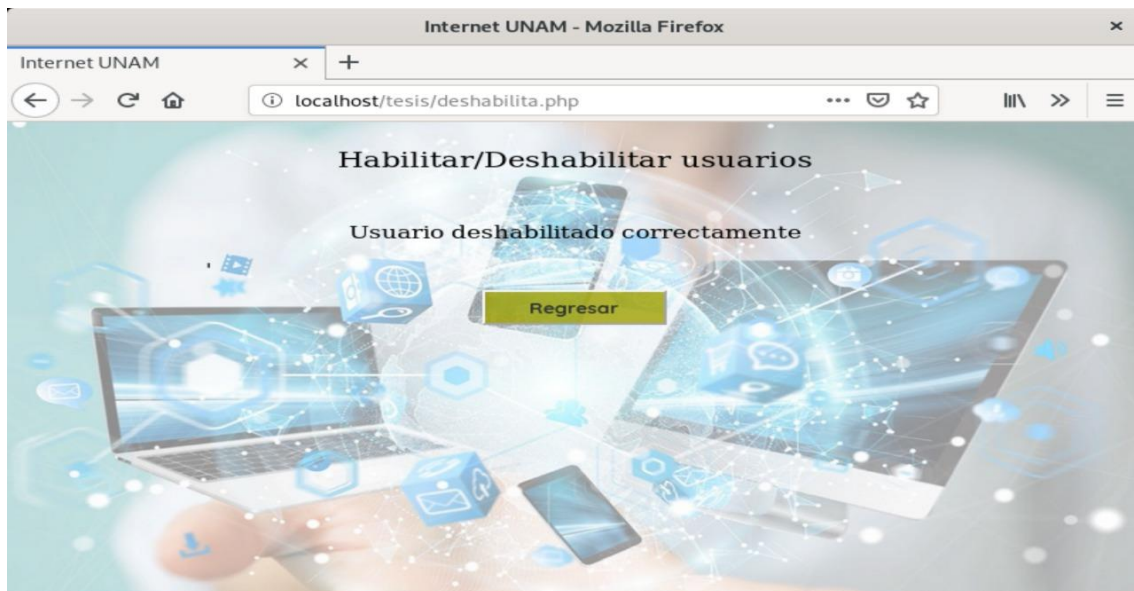 Internet UNAM - Mozilla Firefox
Internet UNAM
localhost/tesis/deshabilita.php
Habilitar/Deshabilitar usuarios
Usuario deshabilitado correctamente
Regresar